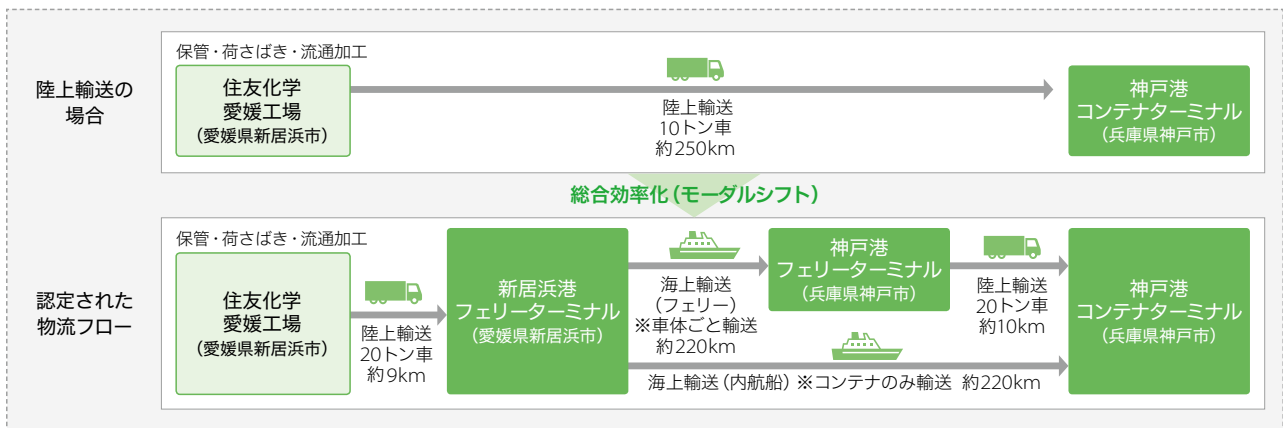 陸上輸送の
場合
保管・荷さばき・流通加工
住友化学
愛媛工場
（愛媛県新居浜市）
陸上輸送
10トン車
約250km
神戸港
コンテナターミナル
（兵庫県神戸市）
総合効率化（モーダルシフト）
認定された
物流フロー
保管・荷さばき・流通加工
住友化学
愛媛工場
（愛媛県新居浜市）
陸上輸送
20トン車
約9km
新居浜港
フェリーターミナル
（愛媛県新居浜市）
海上輸送
（フェリー）
※車体ごと輸送
約220km
神戸港
フェリーターミナル
（兵庫県神戸市）
陸上輸送
20トン車
約10km
海上輸送（内航船）※コンテナのみ輸送 約220km
神戸港
コンテナターミナル
（兵庫県神戸市）